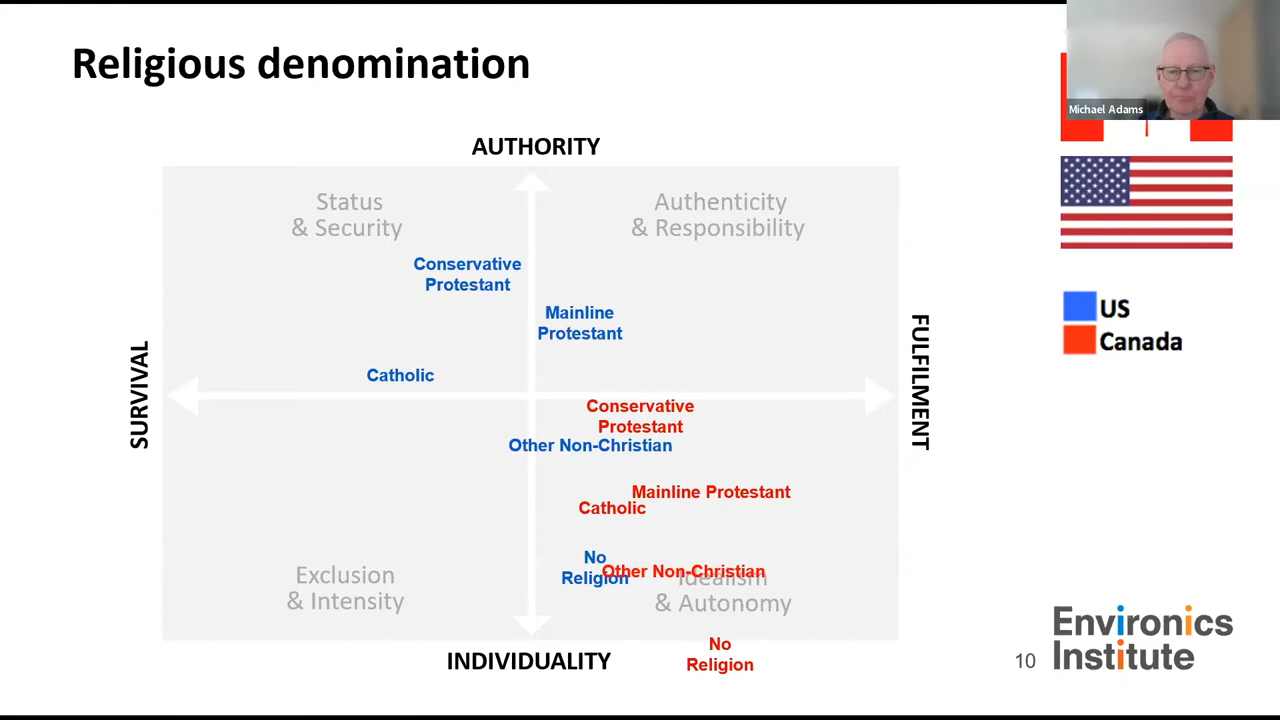 Religious denomination
Michael Adams
AUTHORITY
Status
& Security
Authenticity
& Responsibility
Conservative
Protestant
Mainline
Protestant
US
Canada
SURVIVAL
FULFILMENT
Catholic
Conservative
Protestant
Other Non-Christian
Mainline Protestant
Catholic
No
Religion
Other Non-Christian
Exclusion
& Intensity
Idealism
& Autonomy
No
Religion
INDIVIDUALITY
10
Environics
Institute